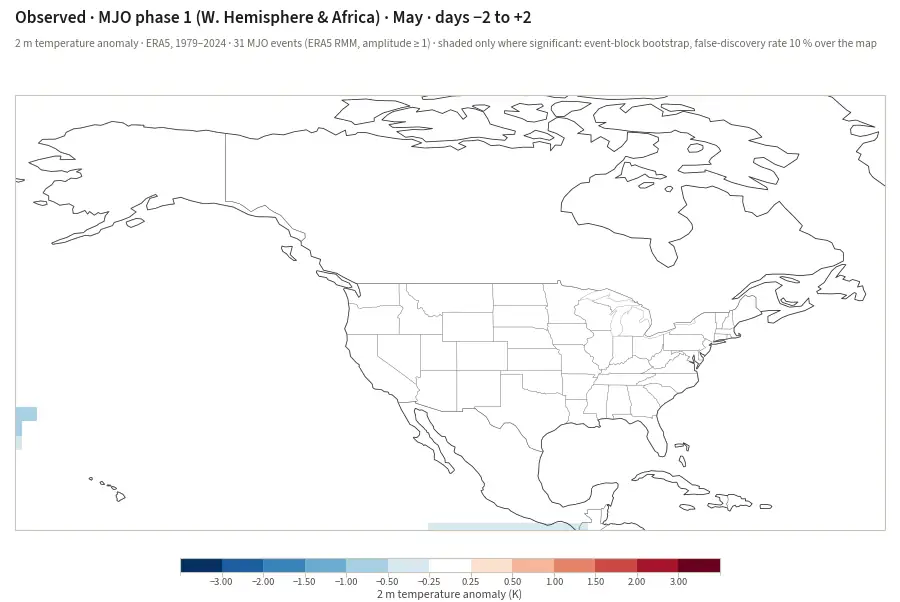 Observed · MJO phase 1 (W. Hemisphere & Africa) · May · days −2 to +2
2 m temperature anomaly · ERA5, 1979–2024 · 31 MJO events (ERA5 RMM, amplitude ≥ 1) · shaded only where significant: event-block bootstrap, false-discovery rate 10 % over the map
−3.00 −2.00 −1.50 −1.00 −0.50 −0.25 0.25 0.50 1.00 1.50 2.00 3.00
2 m temperature anomaly (K)